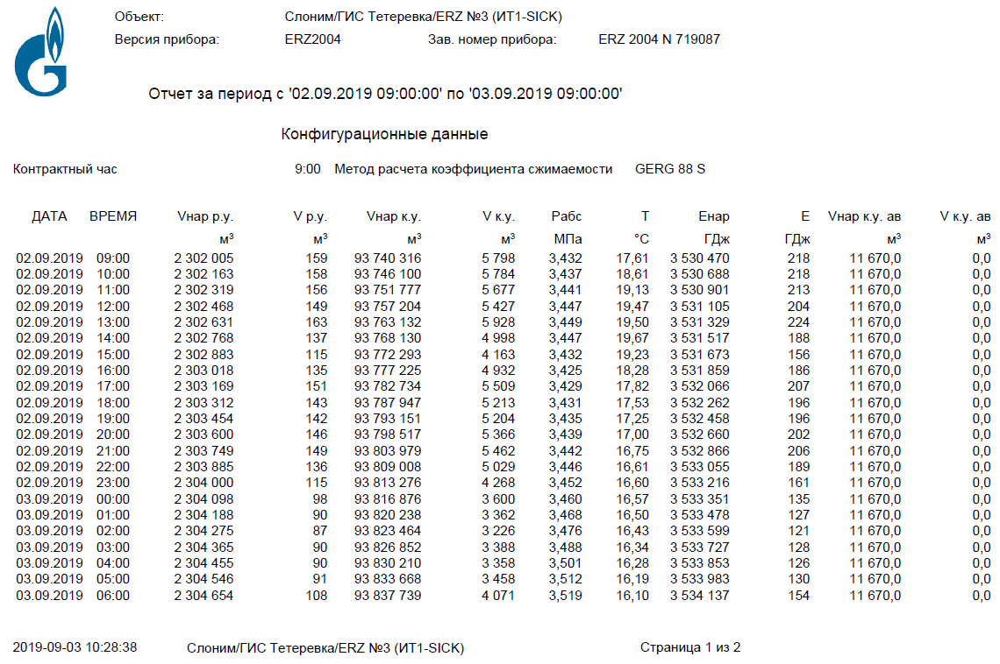 Объект: Слоним/ГИС Тетеревка/ERZ №3 (ИТ1-SICK)
Версия прибора: ERZ2004 Зав. номер прибора: ERZ 2004 N 719087
Отчет за период с '02.09.2019 09:00:00' по '03.09.2019 09:00:00'
Конфигурационные данные
Контрактный час 9:00 Метод расчета коэффициента сжимаемости GERG 88 S
ДАТА ВРЕМЯ Vнар р.у. V р.у. Vнар к.у. V к.у. Pабс T Eнар E Vнар к.у. ав V к.у. ав
м³ м³ м³ м³ МПа °C ГДж ГДж м³ м³
02.09.2019 09:00 2 302 005 159 93 740 316 5 798 3,432 17,61 3 530 470 218 11 670,0 0,0
02.09.2019 10:00 2 302 163 158 93 746 100 5 784 3,437 18,61 3 530 688 218 11 670,0 0,0
02.09.2019 11:00 2 302 319 156 93 751 777 5 677 3,441 19,13 3 530 901 213 11 670,0 0,0
02.09.2019 12:00 2 302 468 149 93 757 204 5 427 3,447 19,47 3 531 105 204 11 670,0 0,0
02.09.2019 13:00 2 302 631 163 93 763 132 5 928 3,449 19,50 3 531 329 224 11 670,0 0,0
02.09.2019 14:00 2 302 768 137 93 768 130 4 998 3,447 19,67 3 531 517 188 11 670,0 0,0
02.09.2019 15:00 2 302 883 115 93 772 293 4 163 3,432 19,23 3 531 673 156 11 670,0 0,0
02.09.2019 16:00 2 303 018 135 93 777 225 4 932 3,425 18,28 3 531 859 186 11 670,0 0,0
02.09.2019 17:00 2 303 169 151 93 782 734 5 509 3,429 17,82 3 532 066 207 11 670,0 0,0
02.09.2019 18:00 2 303 312 143 93 787 947 5 213 3,431 17,53 3 532 262 196 11 670,0 0,0
02.09.2019 19:00 2 303 454 142 93 793 151 5 204 3,435 17,25 3 532 458 196 11 670,0 0,0
02.09.2019 20:00 2 303 600 146 93 798 517 5 366 3,439 17,00 3 532 660 202 11 670,0 0,0
02.09.2019 21:00 2 303 749 149 93 803 979 5 462 3,442 16,75 3 532 866 206 11 670,0 0,0
02.09.2019 22:00 2 303 885 136 93 809 008 5 029 3,446 16,61 3 533 055 189 11 670,0 0,0
02.09.2019 23:00 2 304 000 115 93 813 276 4 268 3,452 16,60 3 533 216 161 11 670,0 0,0
03.09.2019 00:00 2 304 098 98 93 816 876 3 600 3,460 16,57 3 533 351 135 11 670,0 0,0
03.09.2019 01:00 2 304 188 90 93 820 238 3 362 3,468 16,50 3 533 478 127 11 670,0 0,0
03.09.2019 02:00 2 304 275 87 93 823 464 3 226 3,476 16,43 3 533 599 121 11 670,0 0,0
03.09.2019 03:00 2 304 365 90 93 826 852 3 388 3,488 16,34 3 533 727 128 11 670,0 0,0
03.09.2019 04:00 2 304 455 90 93 830 210 3 358 3,501 16,28 3 533 853 126 11 670,0 0,0
03.09.2019 05:00 2 304 546 91 93 833 668 3 458 3,512 16,19 3 533 983 130 11 670,0 0,0
03.09.2019 06:00 2 304 654 108 93 837 739 4 071 3,519 16,10 3 534 137 154 11 670,0 0,0
2019-09-03 10:28:38 Слоним/ГИС Тетеревка/ERZ №3 (ИТ1-SICK) Страница 1 из 2